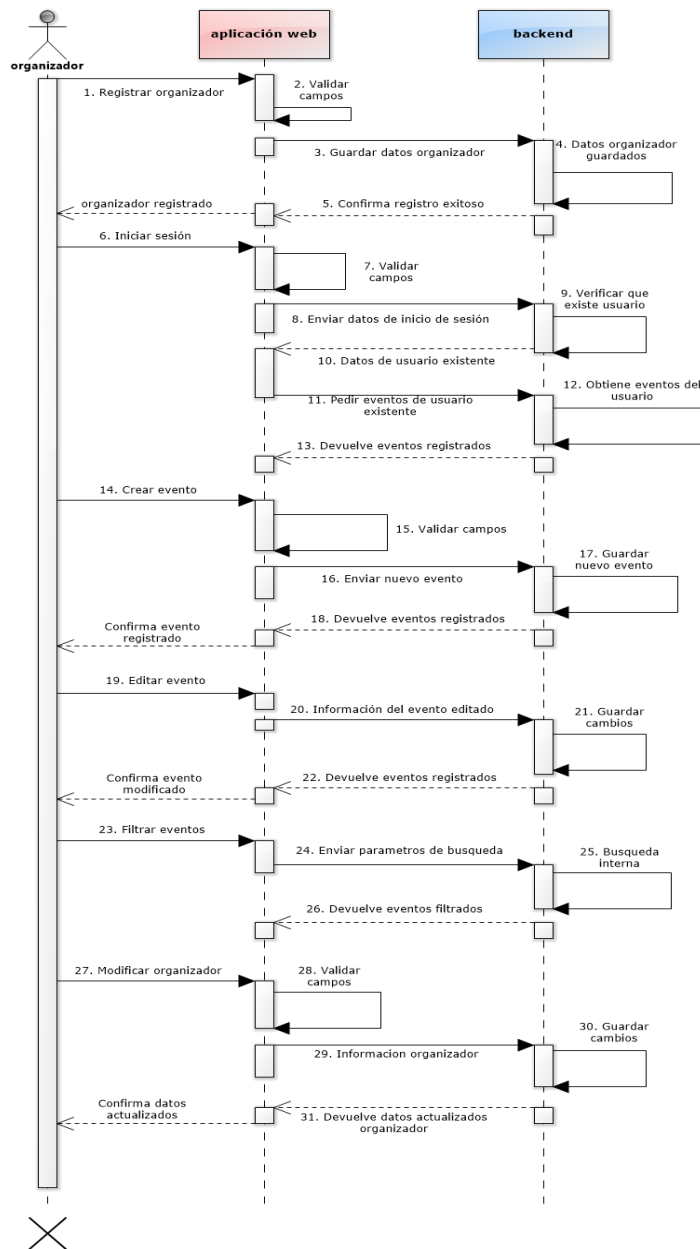 organizador
aplicación web
backend
1. Registrar organizador
2. Validar
campos
3. Guardar datos organizador
4. Datos organizador
guardados
organizador registrado
5. Confirma registro exitoso
6. Iniciar sesión
7. Validar
campos
8. Enviar datos de inicio de sesión
9. Verificar que
existe usuario
10. Datos de usuario existente
11. Pedir eventos de usuario
existente
12. Obtiene eventos del
usuario
13. Devuelve eventos registrados
14. Crear evento
15. Validar campos
16. Enviar nuevo evento
17. Guardar
nuevo evento
Confirma evento
registrado
18. Devuelve eventos registrados
19. Editar evento
20. Información del evento editado
21. Guardar
cambios
Confirma evento
modificado
22. Devuelve eventos registrados
23. Filtrar eventos
24. Enviar parametros de busqueda
25. Busqueda
interna
26. Devuelve eventos filtrados
27. Modificar organizador
28. Validar
campos
29. Informacion organizador
30. Guardar
cambios
Confirma datos
actualizados
31. Devuelve datos actualizados
organizador